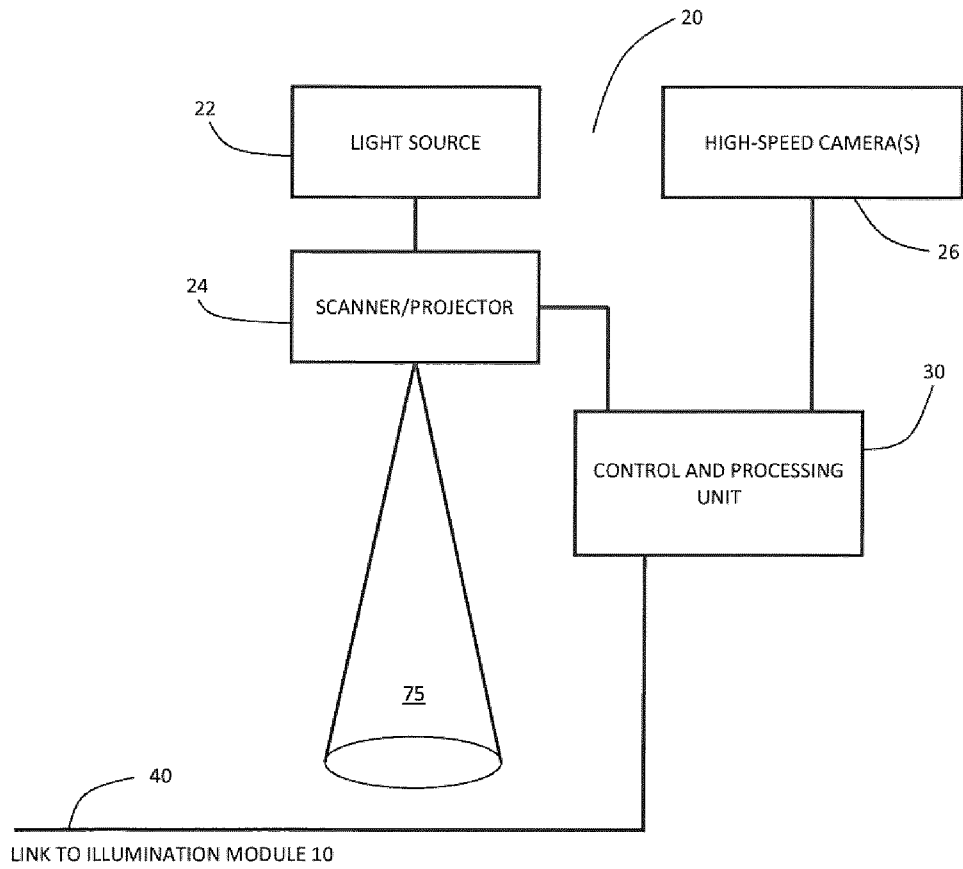 20
22
LIGHT SOURCE
HIGH-SPEED CAMERA(S)
26
24
SCANNER/PROJECTOR
30
CONTROL AND PROCESSING
UNIT
75
40
LINK TO ILLUMINATION MODULE 10